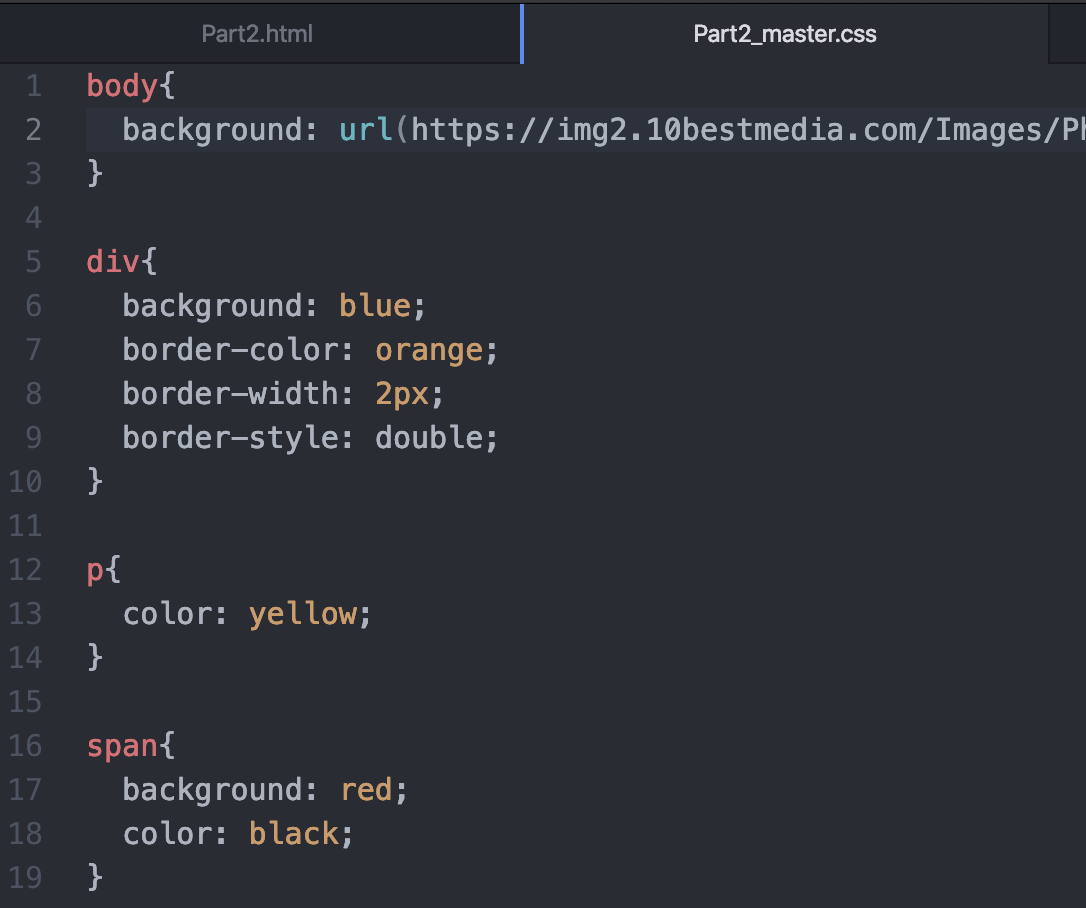 Part2.html
Part2_master.css
1 body{
2   background: url(https://img2.10bestmedia.com/Images/Ph
3 }
4
5 div{
6   background: blue;
7   border-color: orange;
8   border-width: 2px;
9   border-style: double;
10 }
11
12 p{
13   color: yellow;
14 }
15
16 span{
17   background: red;
18   color: black;
19 }